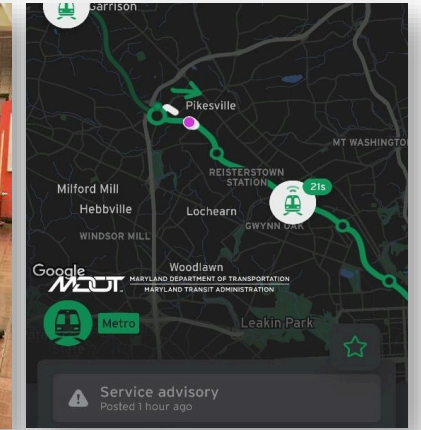 Garrison
Pikesville
MT WASHINGTO
REISTERSTOWN
STATION
21s
Milford Mill
Hebbville
Lochearn
GWYNN OAK
WINDSOR MILL
Woodlawn
Google
MDOT
MARYLAND DEPARTMENT OF TRANSPORTATION
MARYLAND TRANSIT ADMINISTRATION
Metro
Leakin Park
Service advisory
Posted 1 hour ago